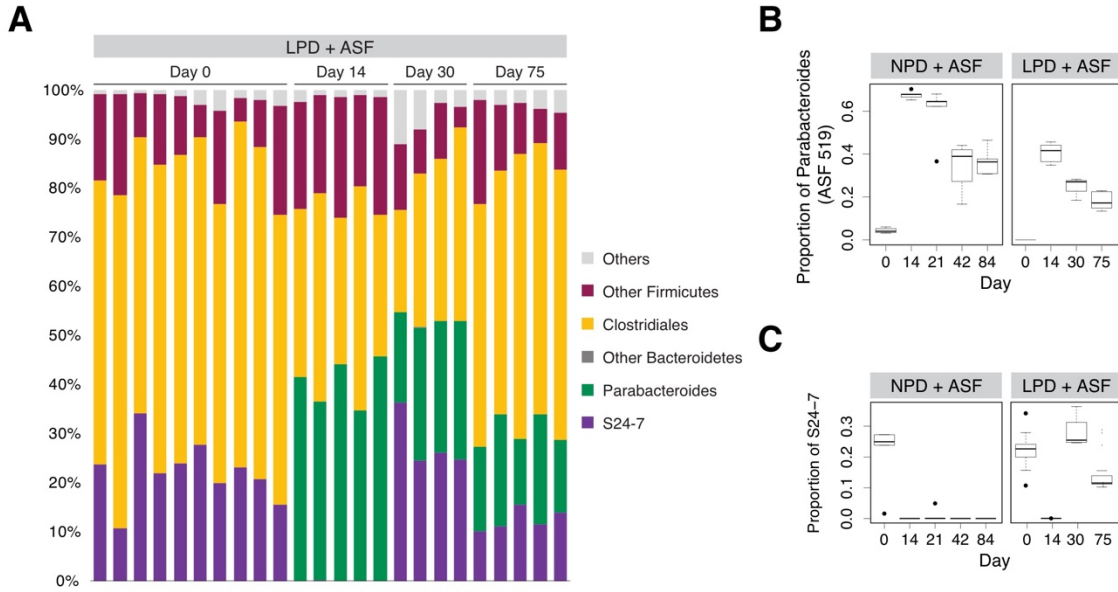 A
LPD + ASF
Day 0 Day 14 Day 30 Day 75
100%
90%
80%
70%
60%
50%
40%
30%
20%
10%
0%
Others
Other Firmicutes
Clostridiales
Other Bacteroidetes
Parabacteroides
S24-7
B
Proportion of Parabacteroides
(ASF 519)
NPD + ASF LPD + ASF
0.6
0.4
0.2
0.0
0 14 21 42 84 0 14 30 75
Day
C
Proportion of S24−7
NPD + ASF LPD + ASF
0.3
0.2
0.1
0.0
0 14 21 42 84 0 14 30 75
Day